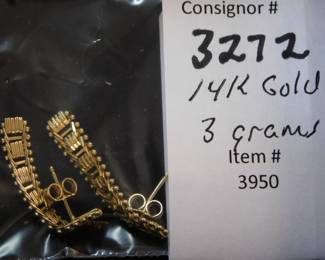 Consignor #
3272
14K Gold
3 grams
Item #
3950